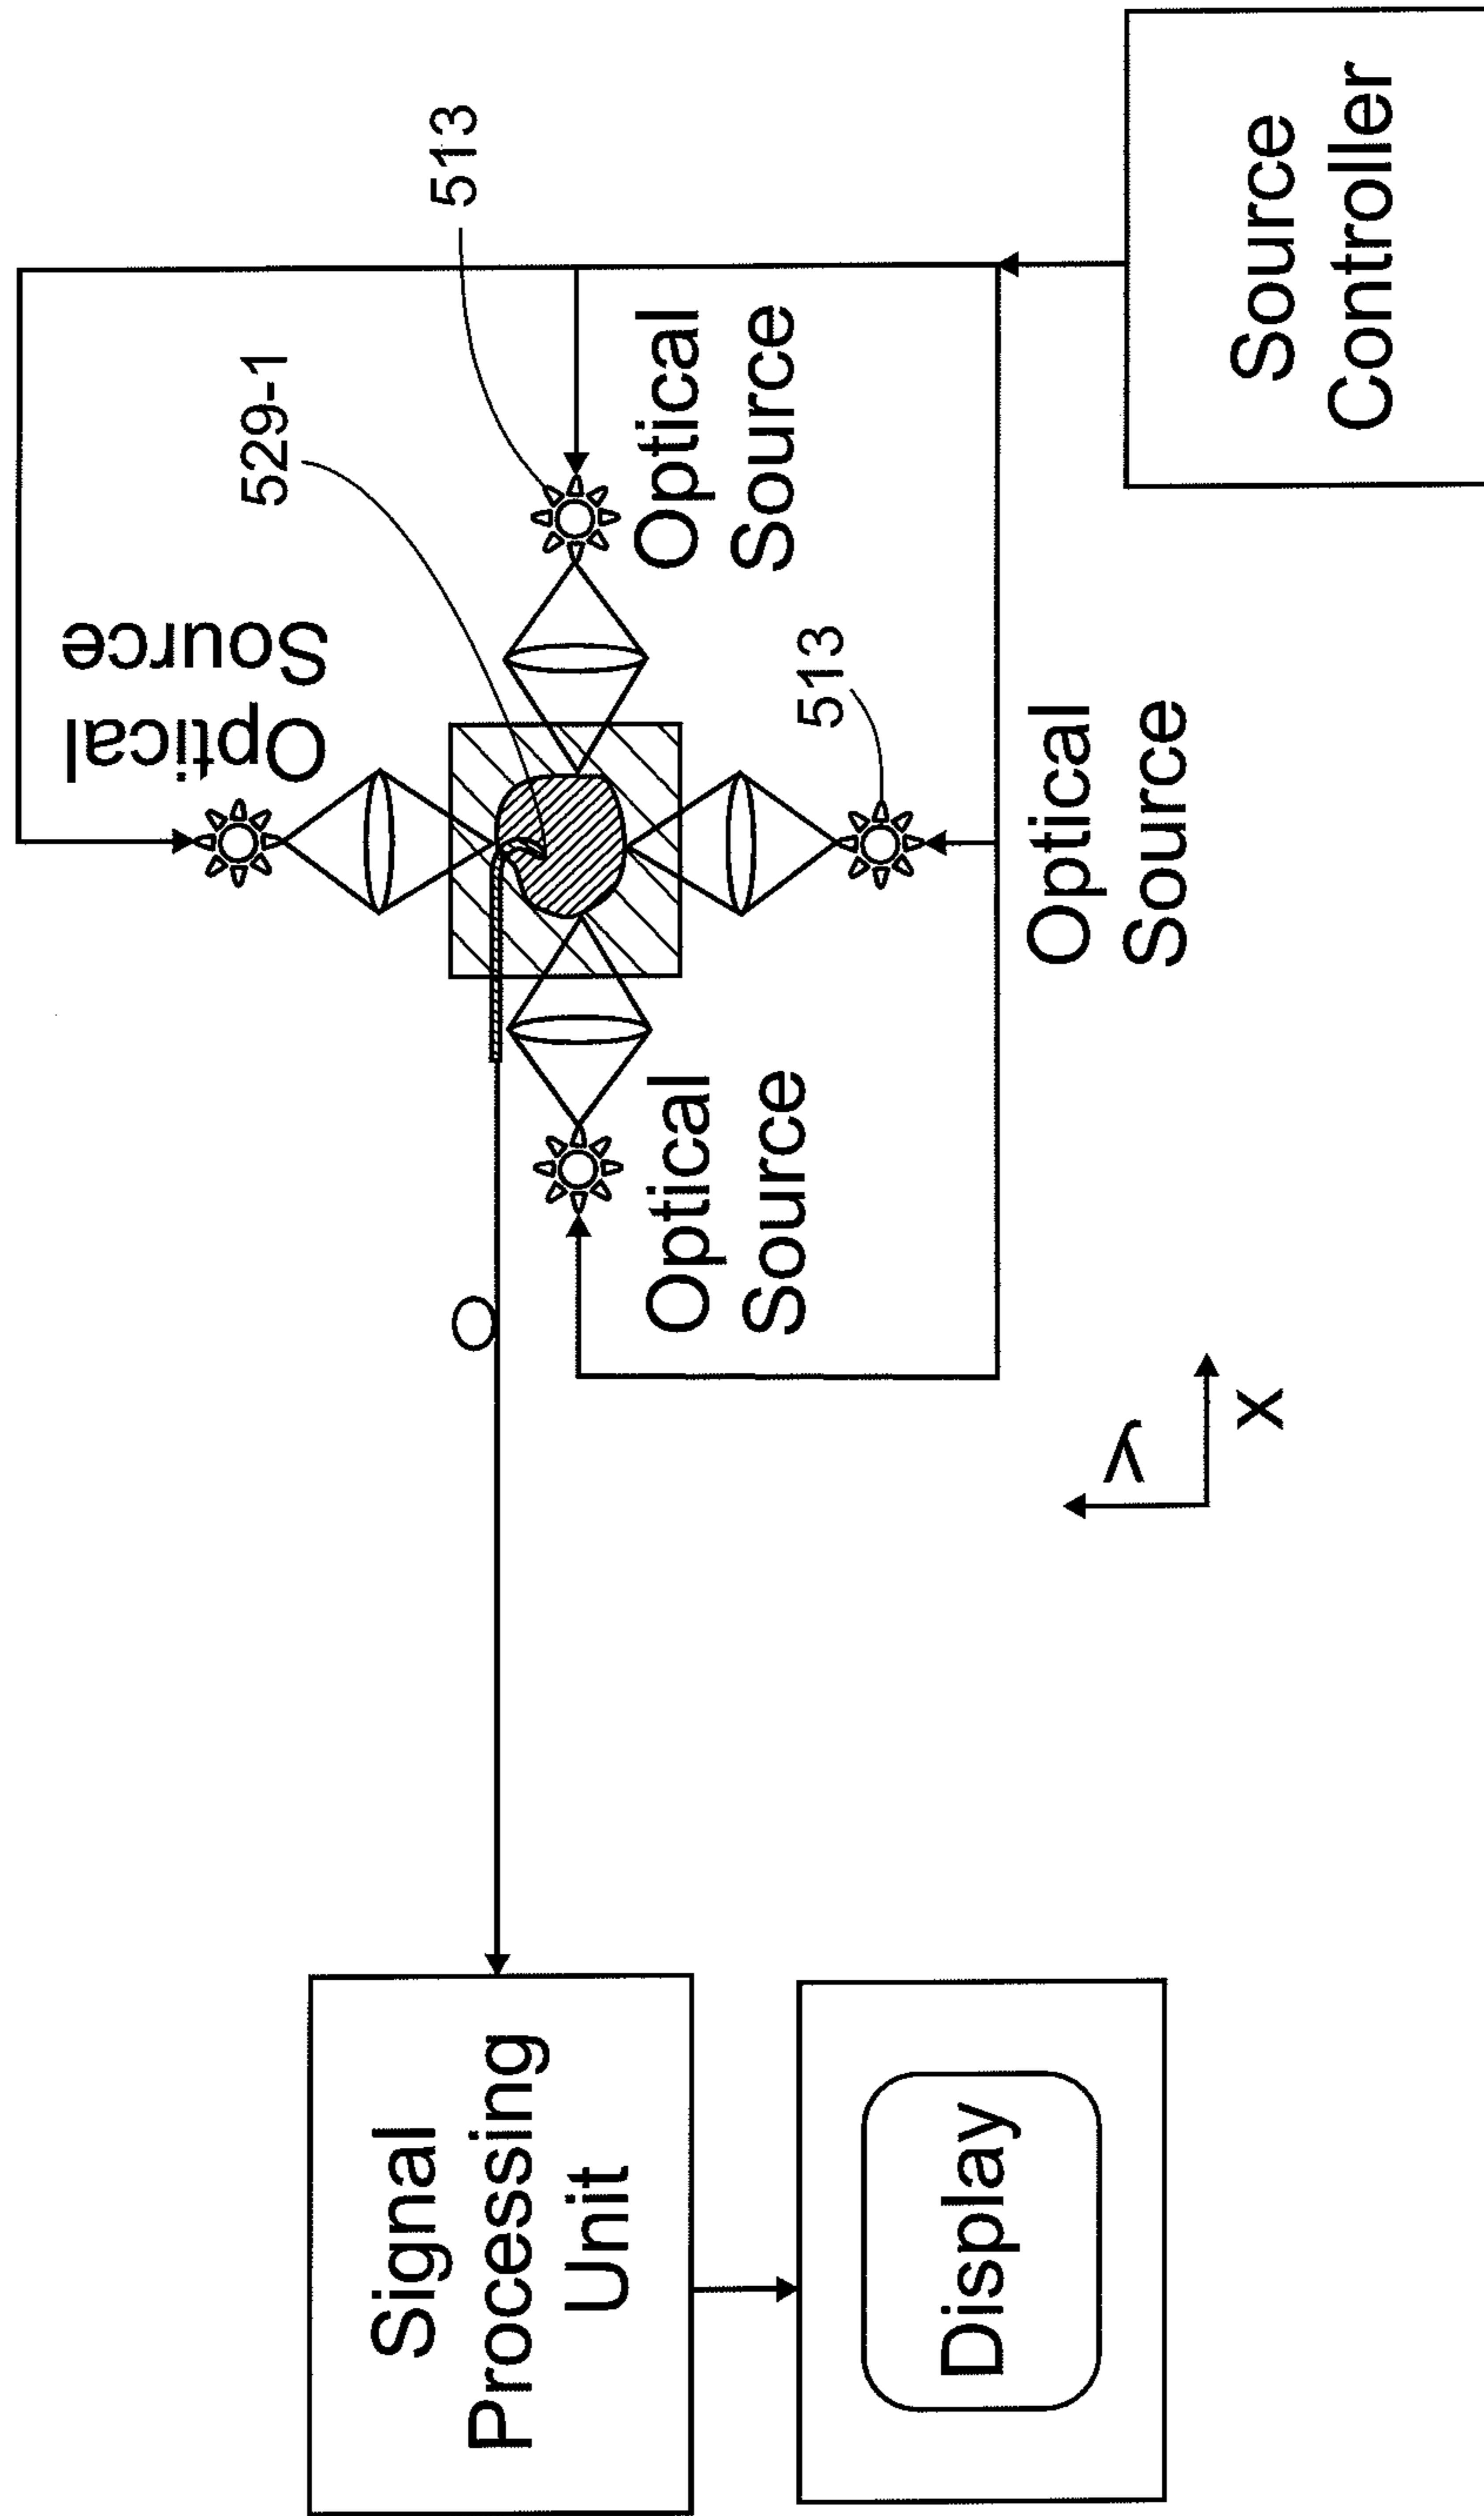 Signal
Processing
Unit
Display
529-1
513
Optical
Source
Optical
Source
Optical
Source
513
Optical
Source
y
x
Source
Controller